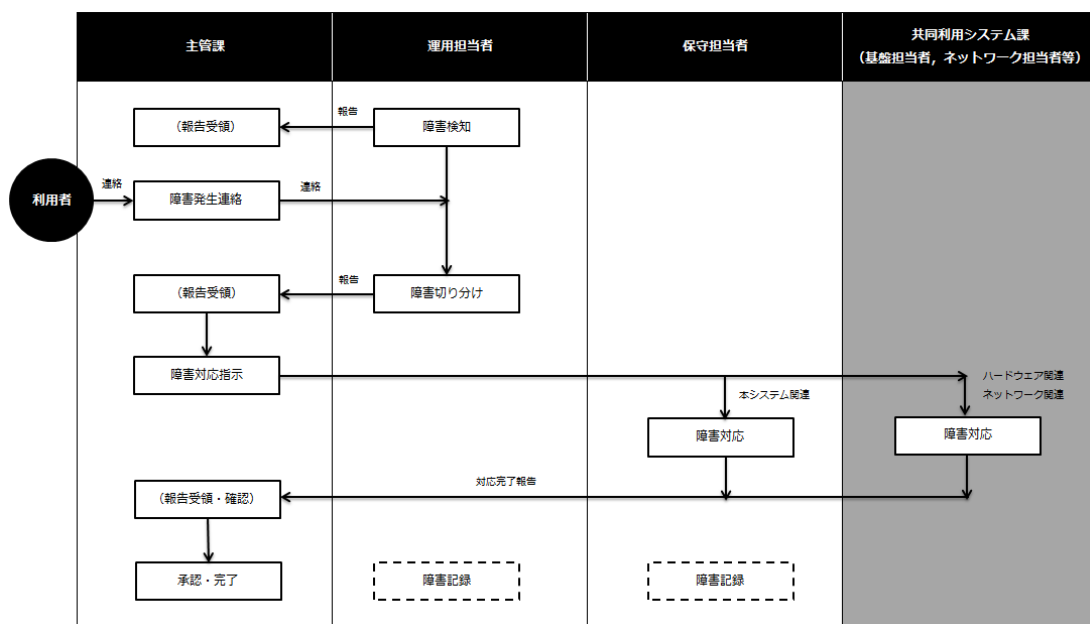 主管課
運用担当者
保守担当者
共同利用システム課
（基盤担当者，ネットワーク担当者等）
（報告受領）
報告
障害検知
利用者
連絡
障害発生連絡
連絡
（報告受領）
報告
障害切り分け
障害対応指示
ハードウェア関連
ネットワーク関連
本システム関連
障害対応
障害対応
対応完了報告
（報告受領・確認）
承認・完了
障害記録
障害記録